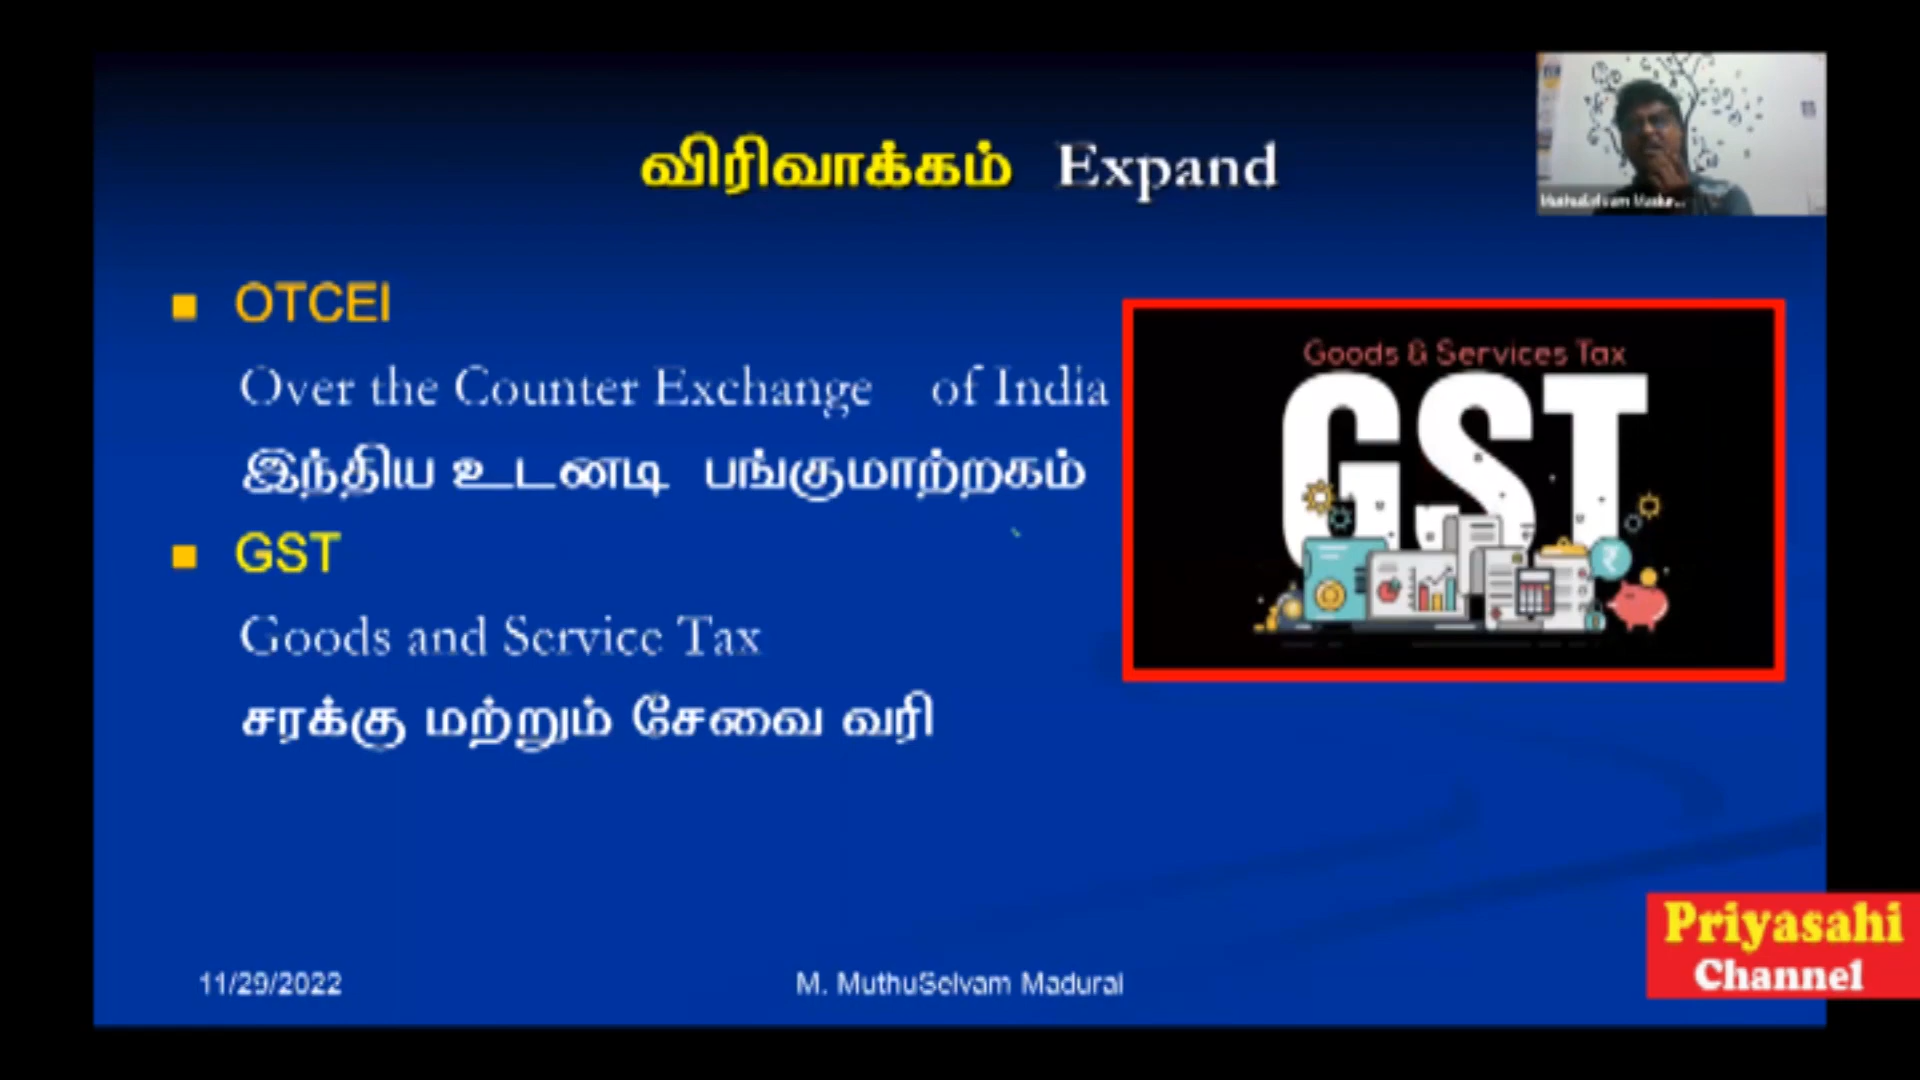 விரிவாக்கம் Expand
OTCEI
Over the Counter Exchange of India
இந்திய உடனடி பங்குமாற்றகம்
GST
Goods and Service Tax
சரக்கு மற்றும் சேவை வரி
Goods & Services Tax
GST
11/29/2022
M. MuthuSelvam Madurai
Priyasahi
Channel